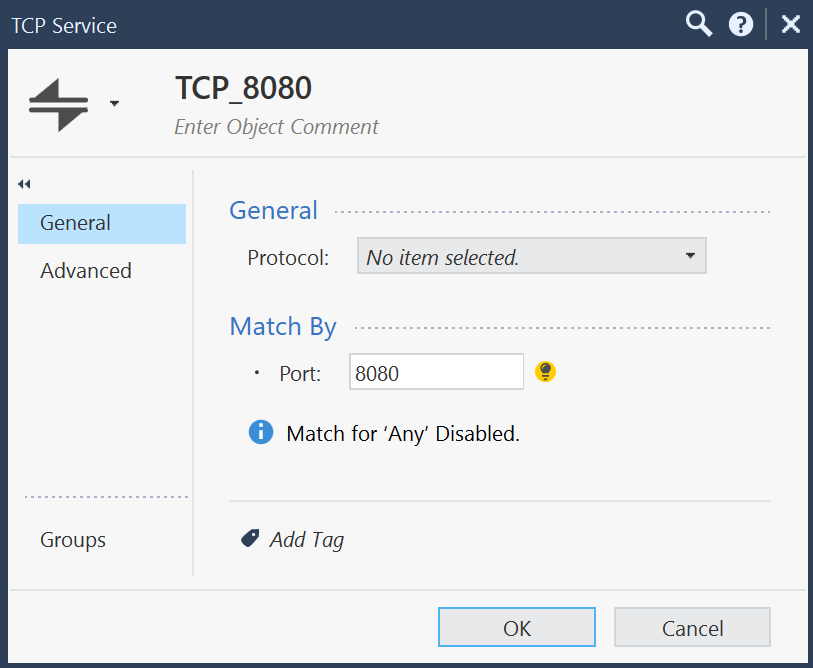 TCP Service
TCP_8080
Enter Object Comment
General
Advanced
Groups
General
Protocol: No item selected.
Match By
• Port: 8080
Match for ‘Any’ Disabled.
Add Tag
OK Cancel